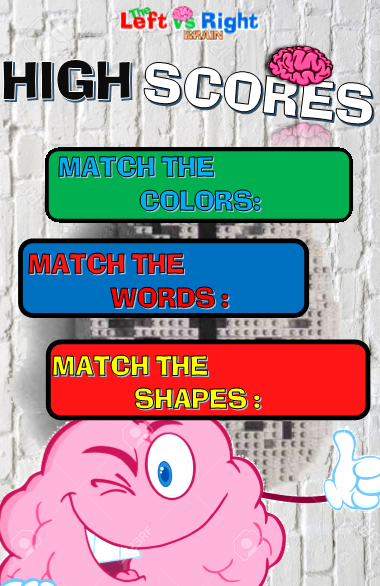 The
Left vs Right
BRAIN
HIGH SCORES
MATCH THE
COLORS:
MATCH THE
WORDS :
MATCH THE
SHAPES :